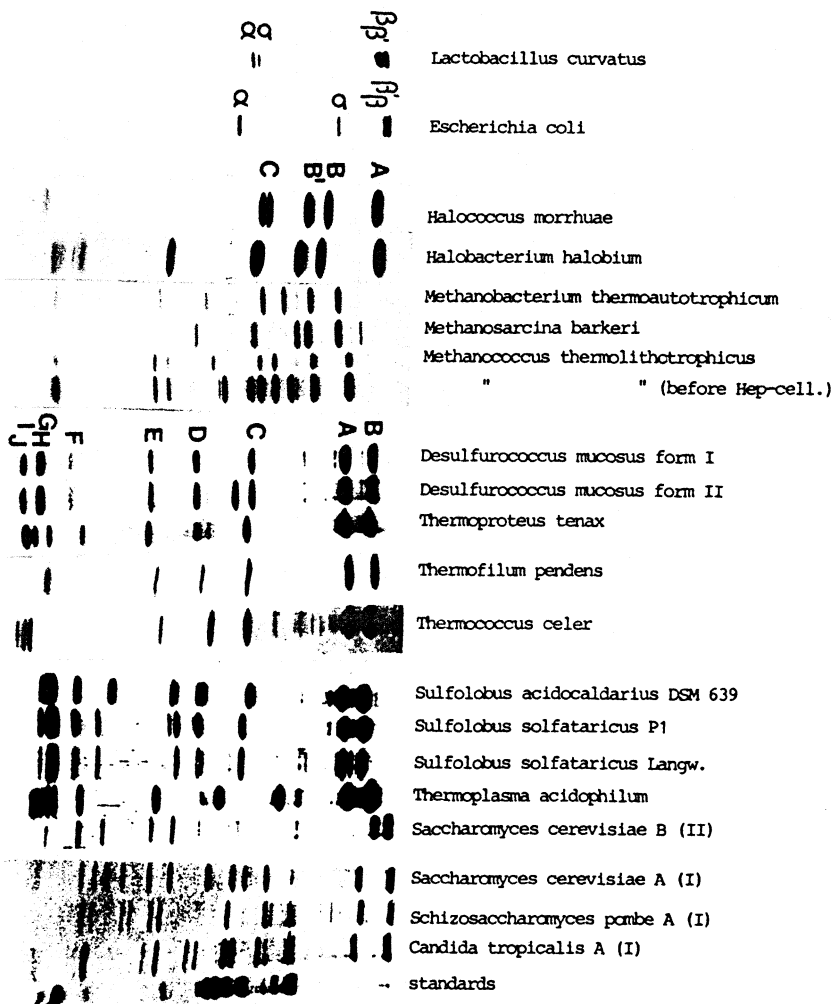 α σ ββ' Lactobacillus curvatus
α σ β'β Escherichia coli
C B' B A
Halococcus morrhuae
Halobacterium halobium
Methanobacterium thermoautotrophicum
Methanosarcina barkeri
Methanococcus thermolithotrophicus
" " (before Hep-cell.)
J I H G F E D C A B
Desulfurococcus mucosus form I
Desulfurococcus mucosus form II
Thermoproteus tenax
Thermofilum pendens
Thermococcus celer
Sulfolobus acidocaldarius DSM 639
Sulfolobus solfataricus P1
Sulfolobus solfataricus Langw.
Thermoplasma acidophilum
Saccharomyces cerevisiae B (II)
Saccharomyces cerevisiae A (I)
Schizosaccharomyces pombe A (I)
Candida tropicalis A (I)
standards